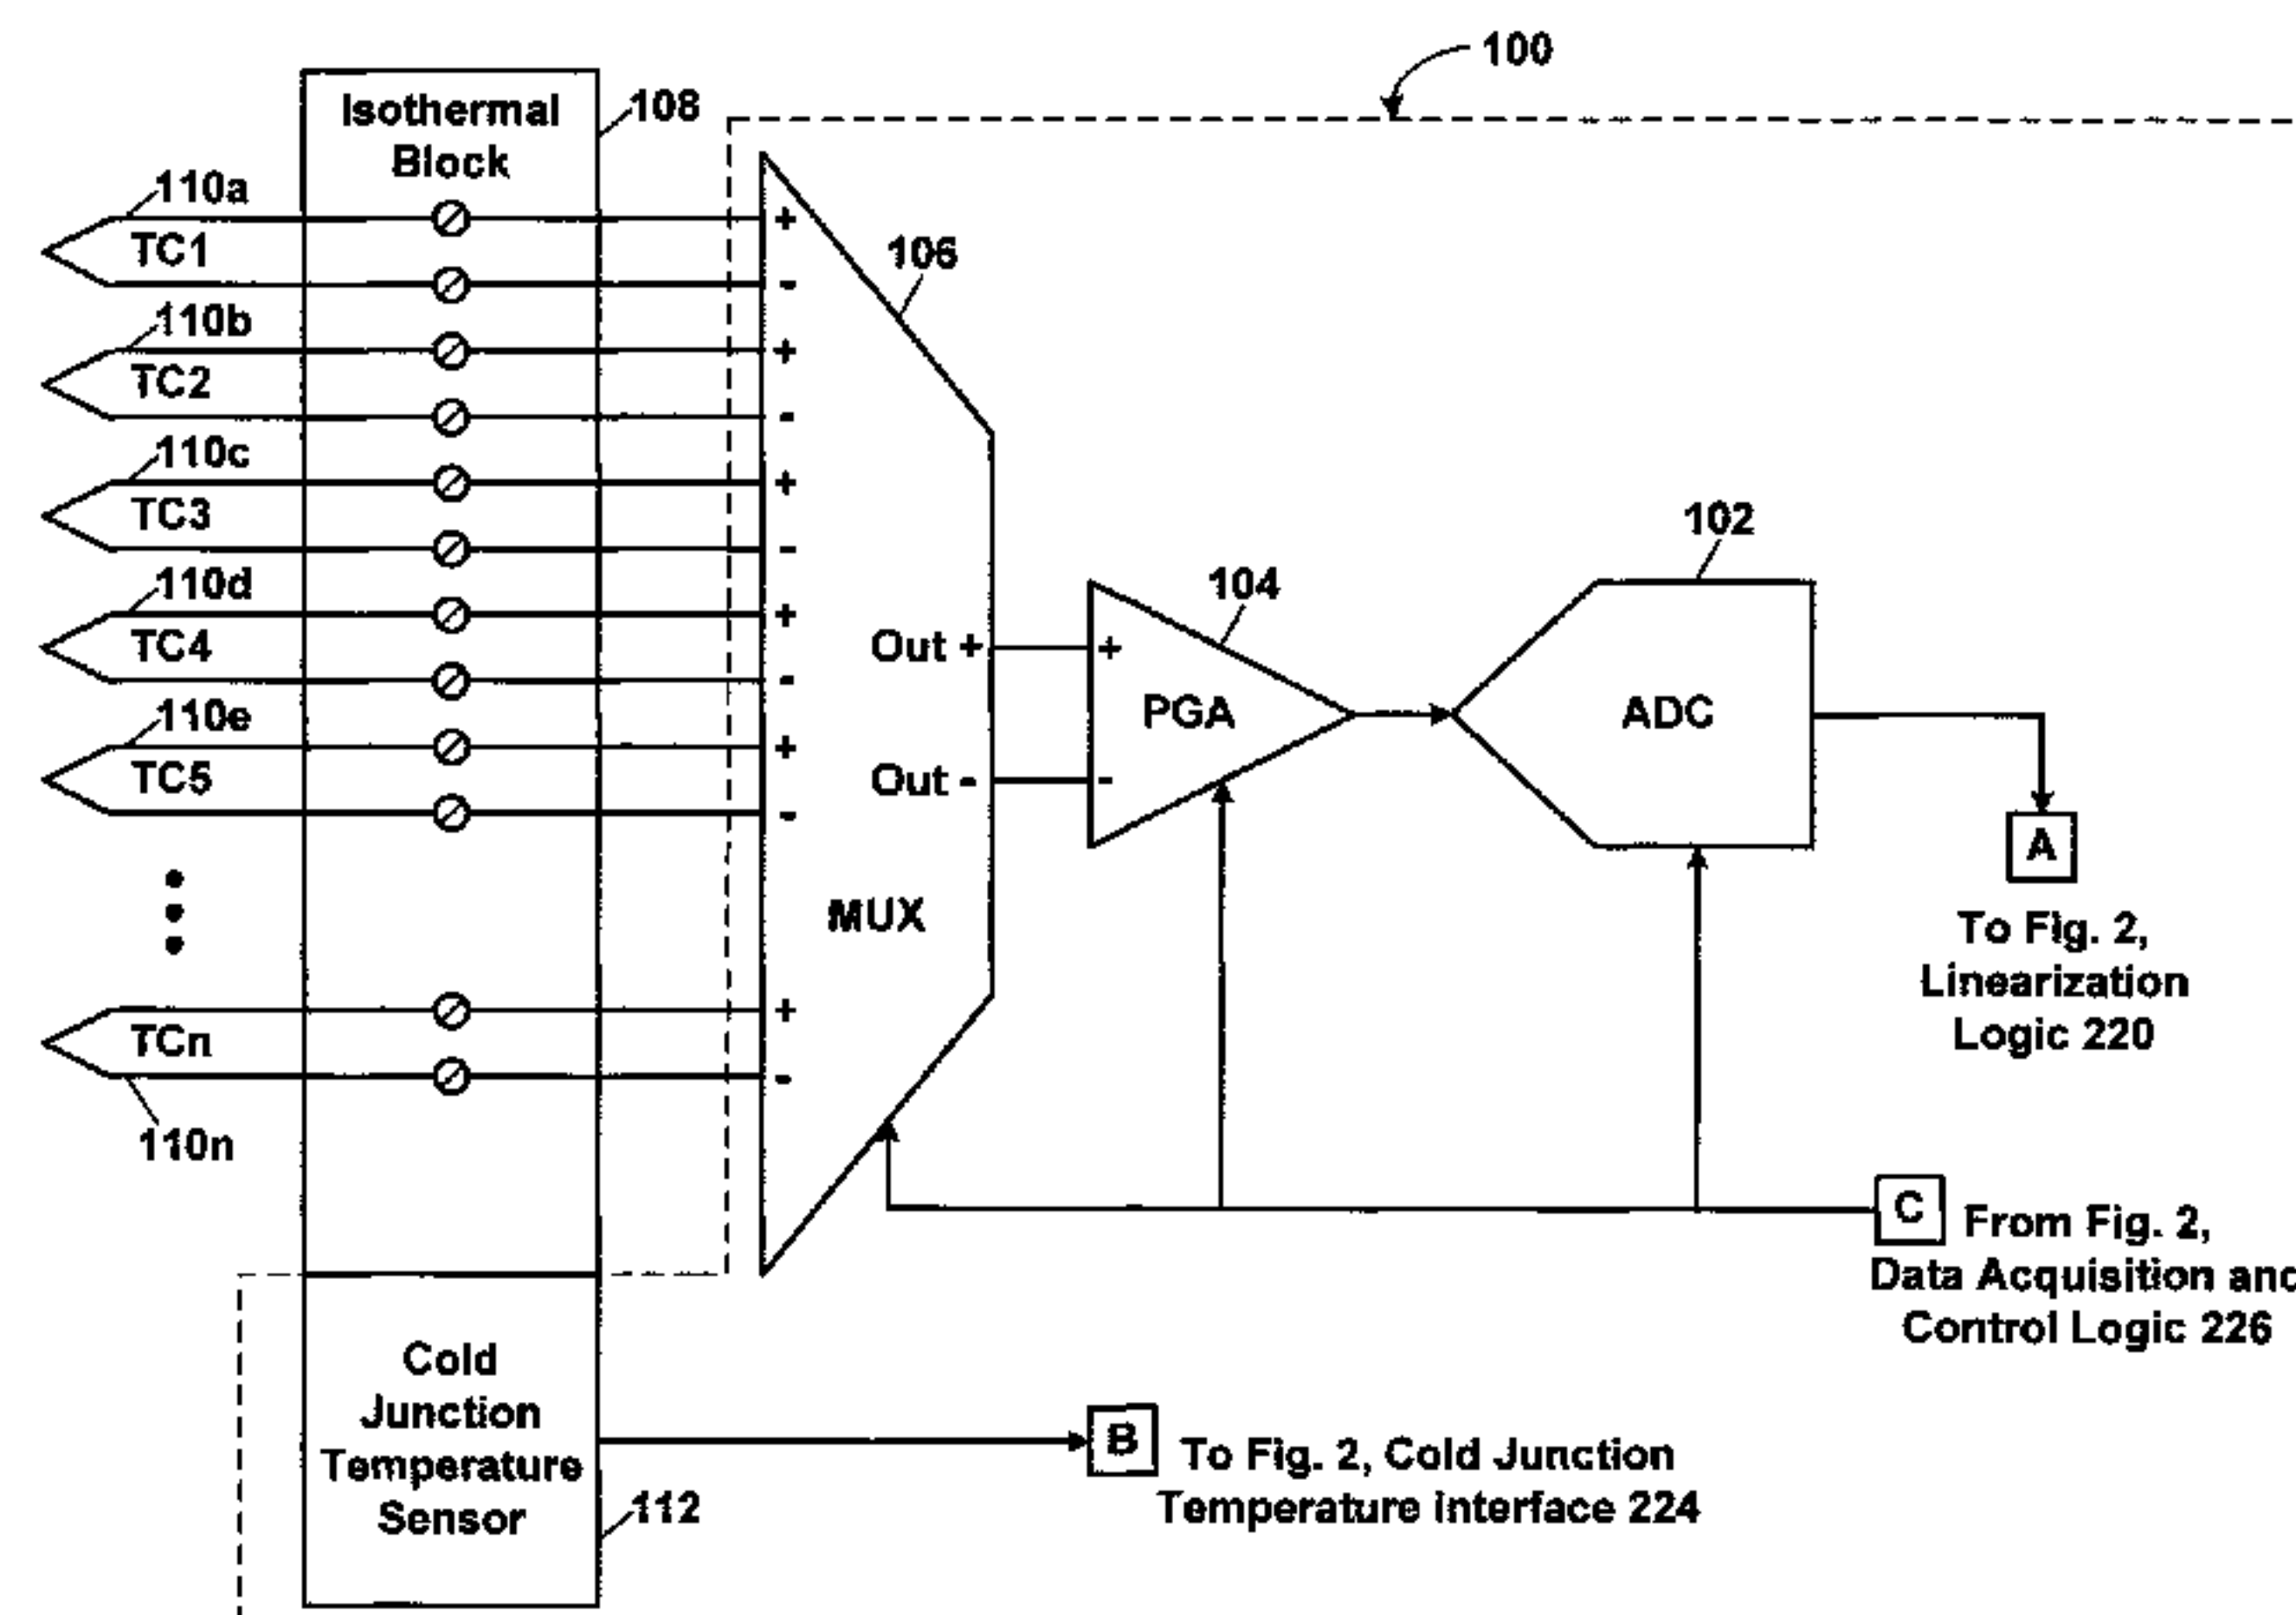 100
Isothermal
Block
108
110a
TC1
+
-
106
110b
TC2
+
-
110c
TC3
+
-
110d
TC4
+
-
110e
TC5
+
-
Out +
Out -
MUX
104
+
PGA
-
102
ADC
A
To Fig. 2,
Linearization
Logic 220
TCn
+
-
110n
C
From Fig. 2,
Data Acquisition and
Control Logic 226
Cold
Junction
Temperature
Sensor
112
B
To Fig. 2, Cold Junction
Temperature Interface 224